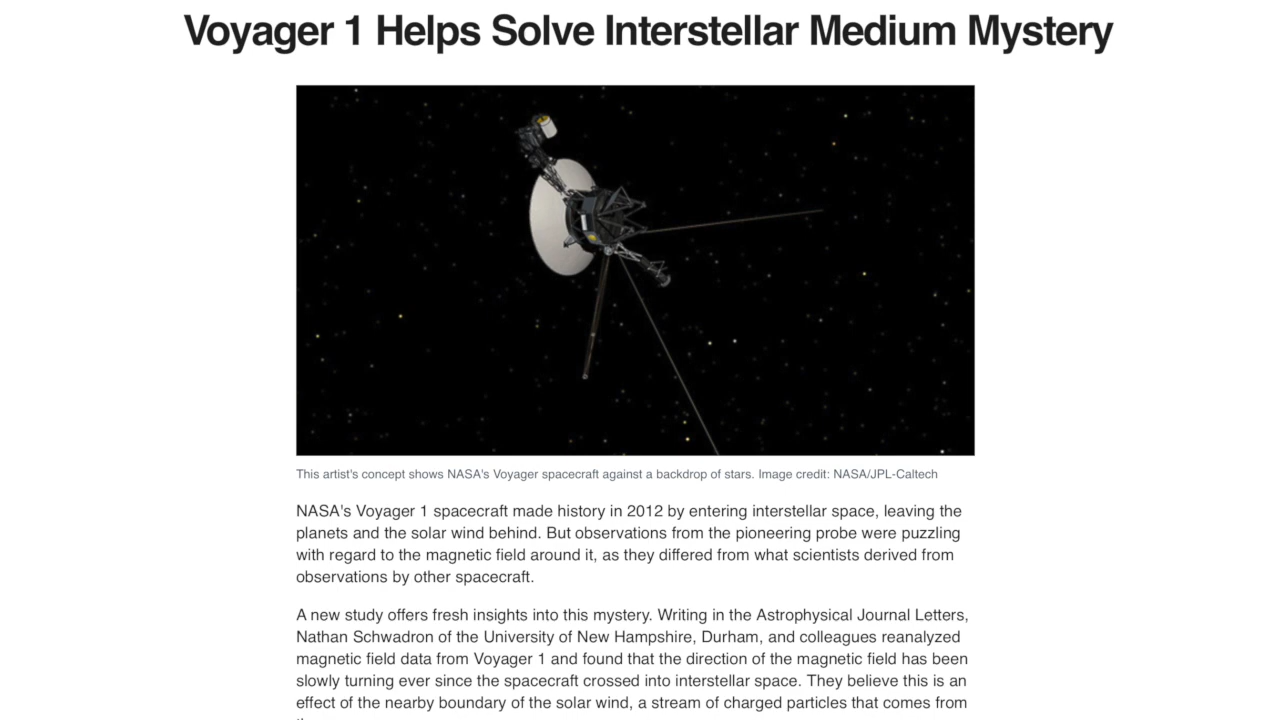 Voyager 1 Helps Solve Interstellar Medium Mystery
This artist's concept shows NASA's Voyager spacecraft against a backdrop of stars. Image credit: NASA/JPL-Caltech
NASA's Voyager 1 spacecraft made history in 2012 by entering interstellar space, leaving the
planets and the solar wind behind. But observations from the pioneering probe were puzzling
with regard to the magnetic field around it, as they differed from what scientists derived from
observations by other spacecraft.
A new study offers fresh insights into this mystery. Writing in the Astrophysical Journal Letters,
Nathan Schwadron of the University of New Hampshire, Durham, and colleagues reanalyzed
magnetic field data from Voyager 1 and found that the direction of the magnetic field has been
slowly turning ever since the spacecraft crossed into interstellar space. They believe this is an
effect of the nearby boundary of the solar wind, a stream of charged particles that comes from